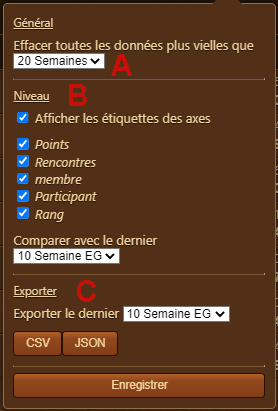 Général
Effacer toutes les données plus vielles que
20 Semaines
A
Niveau
B
Afficher les étiquettes des axes
Points
Rencontres
membre
Participant
Rang
Comparer avec le dernier
10 Semaine EG
Exporter
C
Exporter le dernier 10 Semaine EG
CSV JSON
Enregistrer